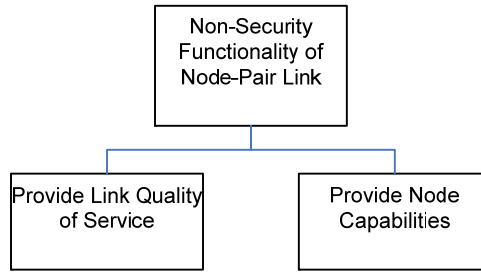 Non-Security
Functionality of
Node-Pair Link
Provide Link Quality
of Service
Provide Node
Capabilities